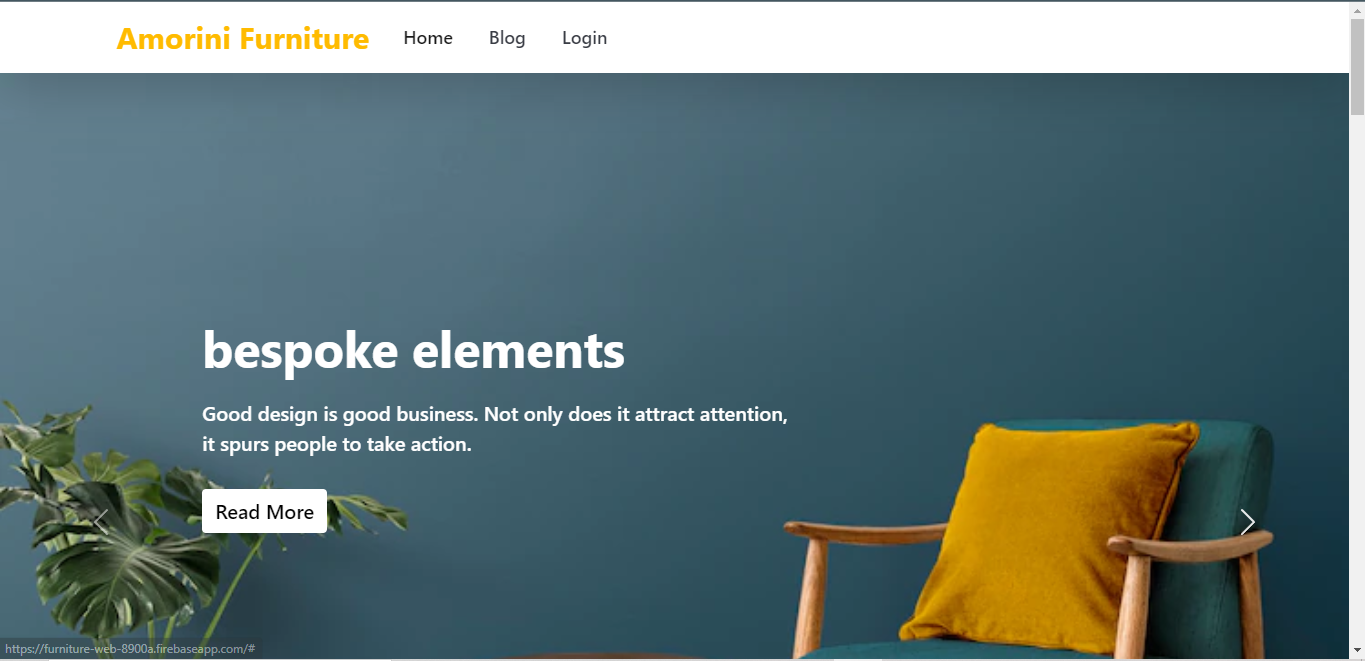 Amorini Furniture Home Blog Login
bespoke elements
Good design is good business. Not only does it attract attention,
it spurs people to take action.
Read More
https://furniture-web-8900a.firebaseapp.com/#